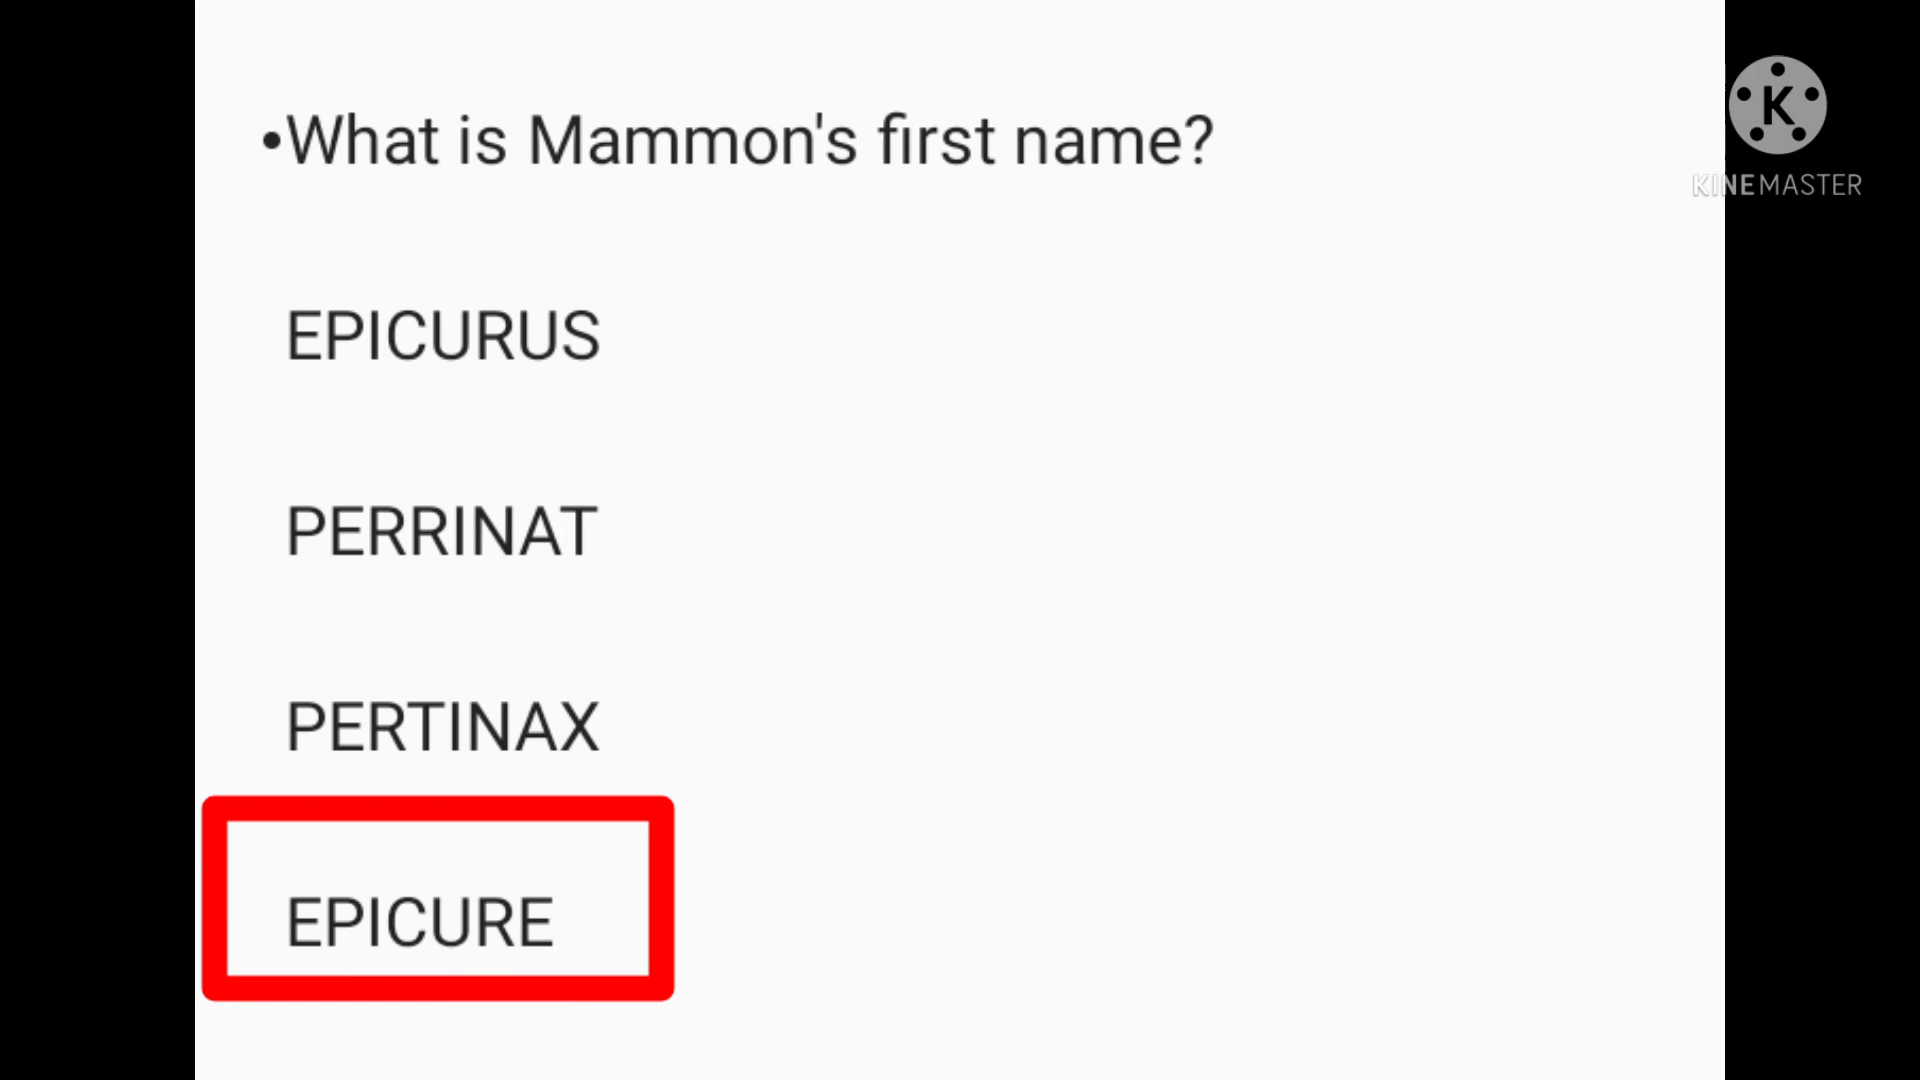 •What is Mammon's first name?
K
KINEMASTER
EPICURUS
PERRINAT
PERTINAX
EPICURE